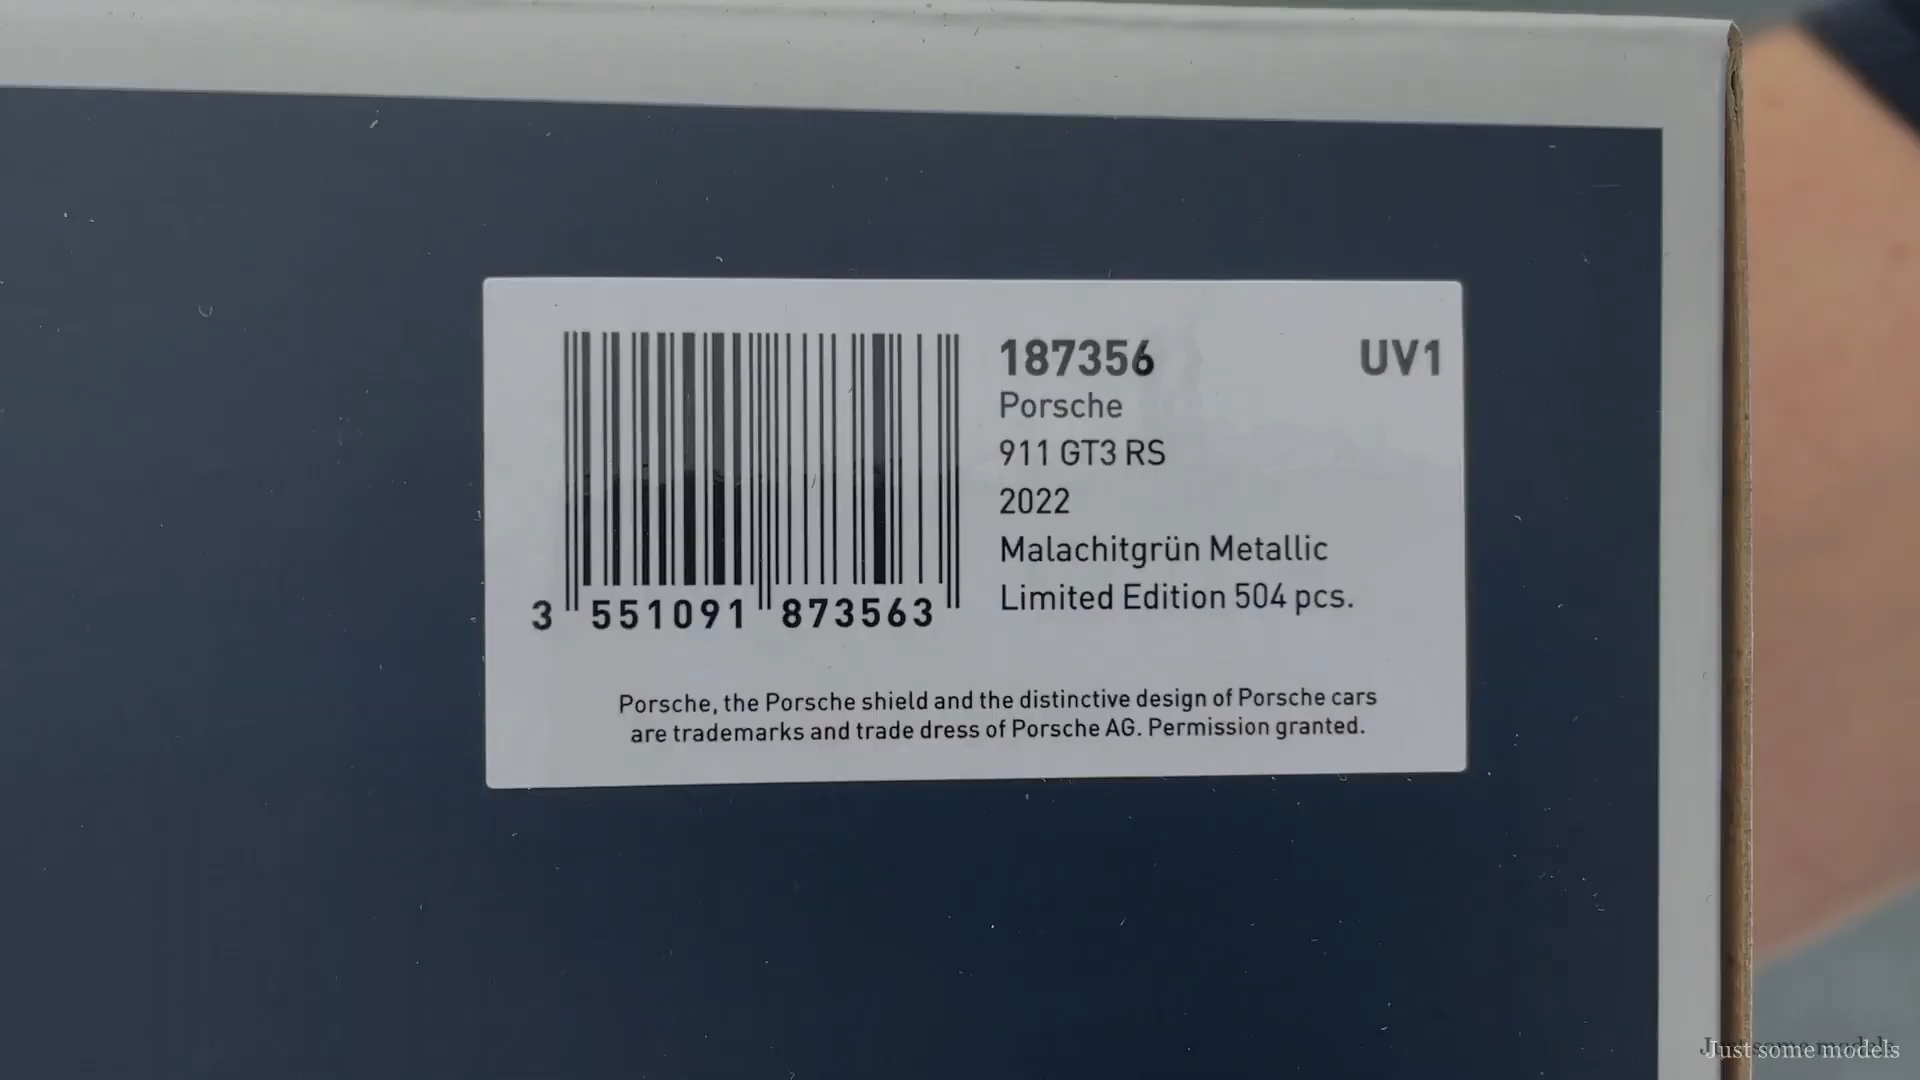 187356 UV1
Porsche
911 GT3 RS
2022
Malachitgrün Metallic
Limited Edition 504 pcs.
3 551091 873563
Porsche, the Porsche shield and the distinctive design of Porsche cars
are trademarks and trade dress of Porsche AG. Permission granted.
Just some models